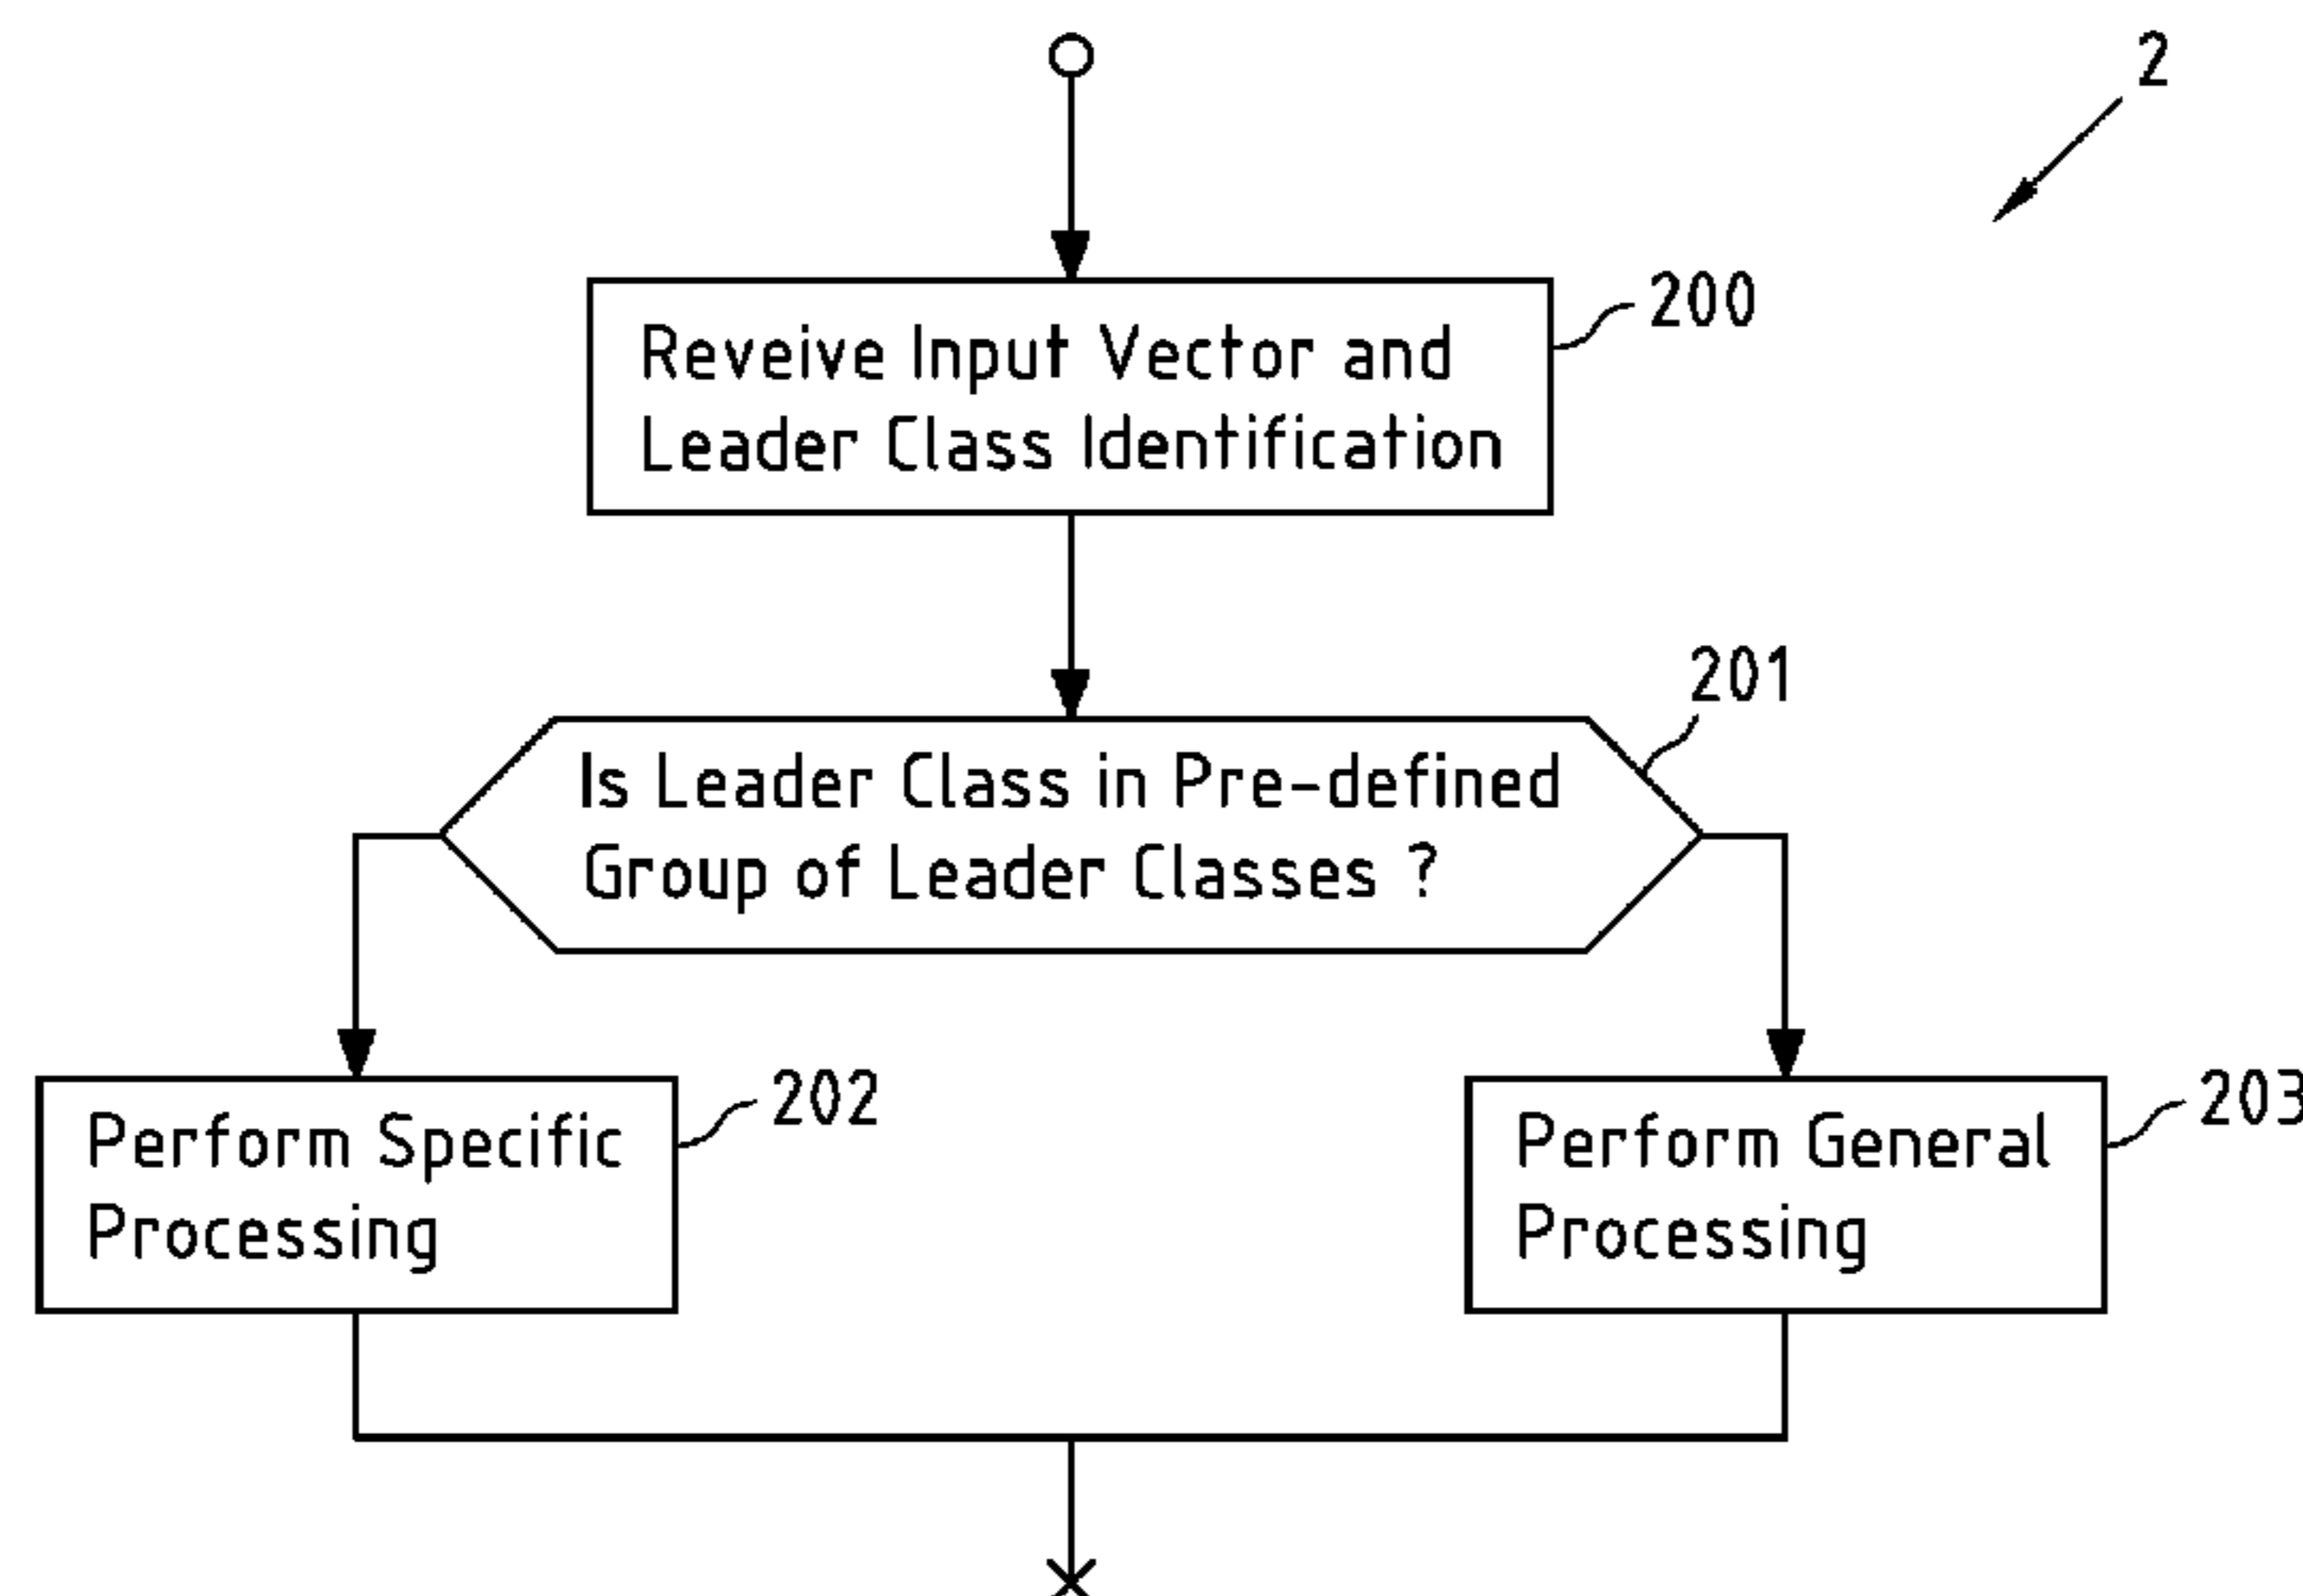 2
200
Reveive Input Vector and
Leader Class Identification
201
Is Leader Class in Pre-defined
Group of Leader Classes ?
202
Perform Specific
Processing
203
Perform General
Processing